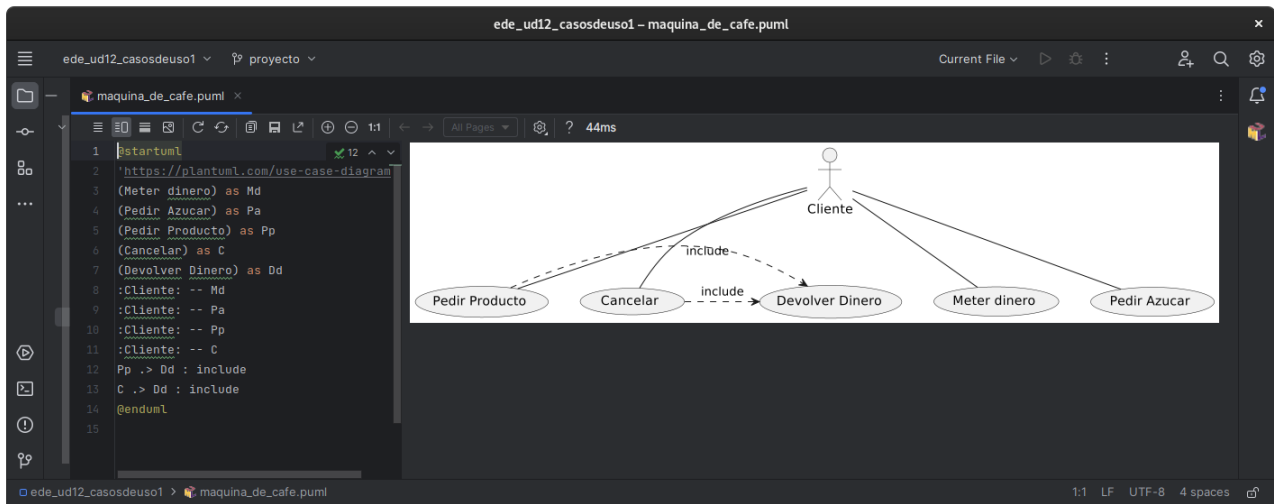 ede_ud12_casosdeuso1 – maquina_de_cafe.puml
ede_ud12_casosdeuso1
proyecto
Current File
maquina_de_cafe.puml
1:1
All Pages
?
44ms
1 @startuml
12
2 'https://plantuml.com/use-case-diagram
3 (Meter dinero) as Md
4 (Pedir Azucar) as Pa
5 (Pedir Producto) as Pp
6 (Cancelar) as C
7 (Devolver Dinero) as Dd
8 :Cliente: -- Md
9 :Cliente: -- Pa
10 :Cliente: -- Pp
11 :Cliente: -- C
12 Pp .> Dd : include
13 C .> Dd : include
14 @enduml
15
Cliente
include
include
Pedir Producto
Cancelar
Devolver Dinero
Meter dinero
Pedir Azucar
ede_ud12_casosdeuso1 > maquina_de_cafe.puml
1:1 LF UTF-8 4 spaces